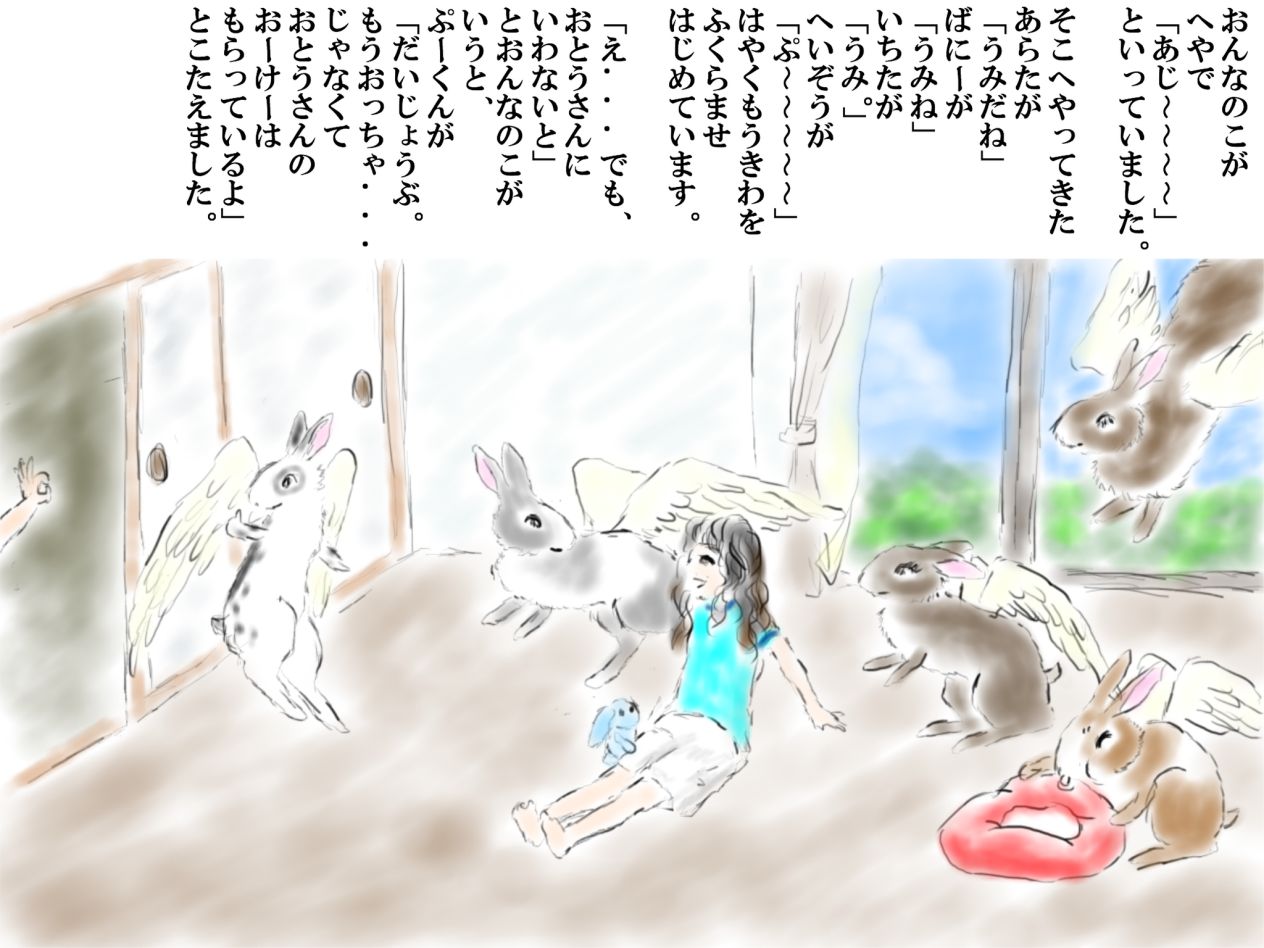 おんなのこが
へやで
「あじ～～～～」
といっていました。
そこへやってきた
あらたが
「うみだね」
ばにーが
「うみね」
いちたが
「うみ。」
へいぞうが
「ぷ～～～～～」
はやくもうきわを
ふくらませ
はじめています。
「え・・・でも、
おとうさんに
いわないと」
とおんなのこが
いうと、
ぷーくんが
「だいじょうぶ。
もうおっちゃ・・・
じゃなくて
おとうさんの
おーけーは
もらっているよ」
とこたえました。